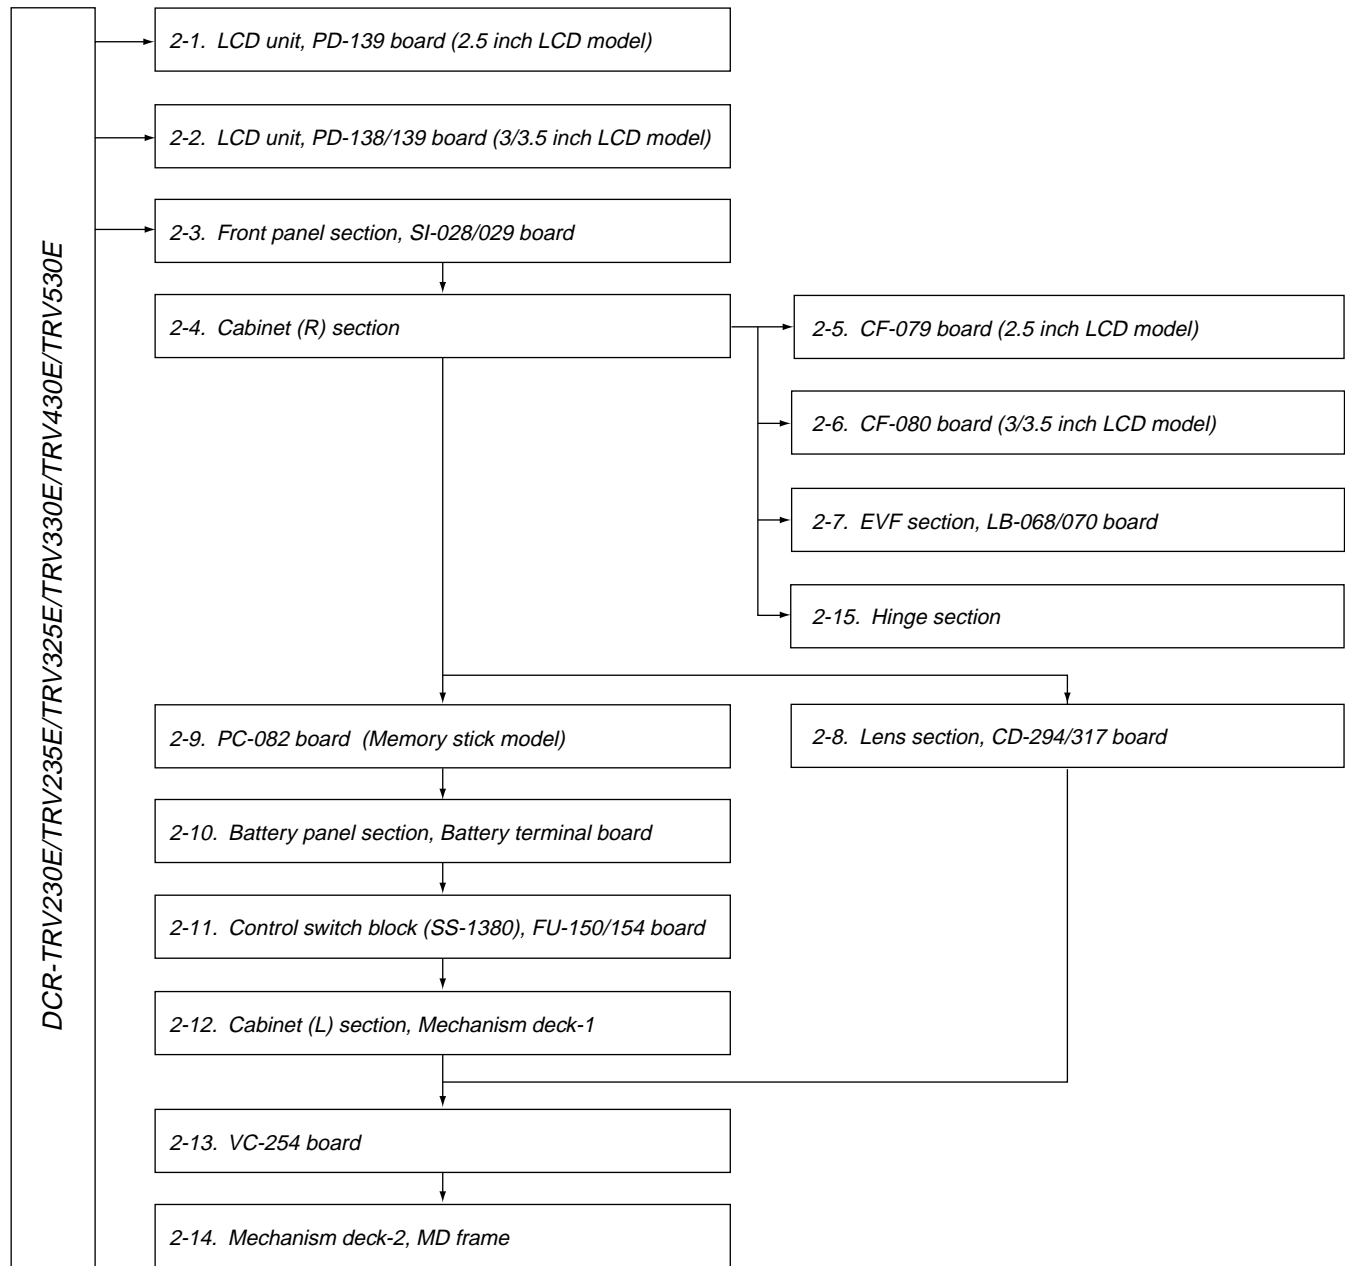 DCR-TRV230E/TRV235E/TRV325E/TRV330E/TRV430E/TRV530E
2-1. LCD unit, PD-139 board (2.5 inch LCD model)
2-2. LCD unit, PD-138/139 board (3/3.5 inch LCD model)
2-3. Front panel section, SI-028/029 board
2-4. Cabinet (R) section
2-5. CF-079 board (2.5 inch LCD model)
2-6. CF-080 board (3/3.5 inch LCD model)
2-7. EVF section, LB-068/070 board
2-15. Hinge section
2-9. PC-082 board (Memory stick model)
2-8. Lens section, CD-294/317 board
2-10. Battery panel section, Battery terminal board
2-11. Control switch block (SS-1380), FU-150/154 board
2-12. Cabinet (L) section, Mechanism deck-1
2-13. VC-254 board
2-14. Mechanism deck-2, MD frame